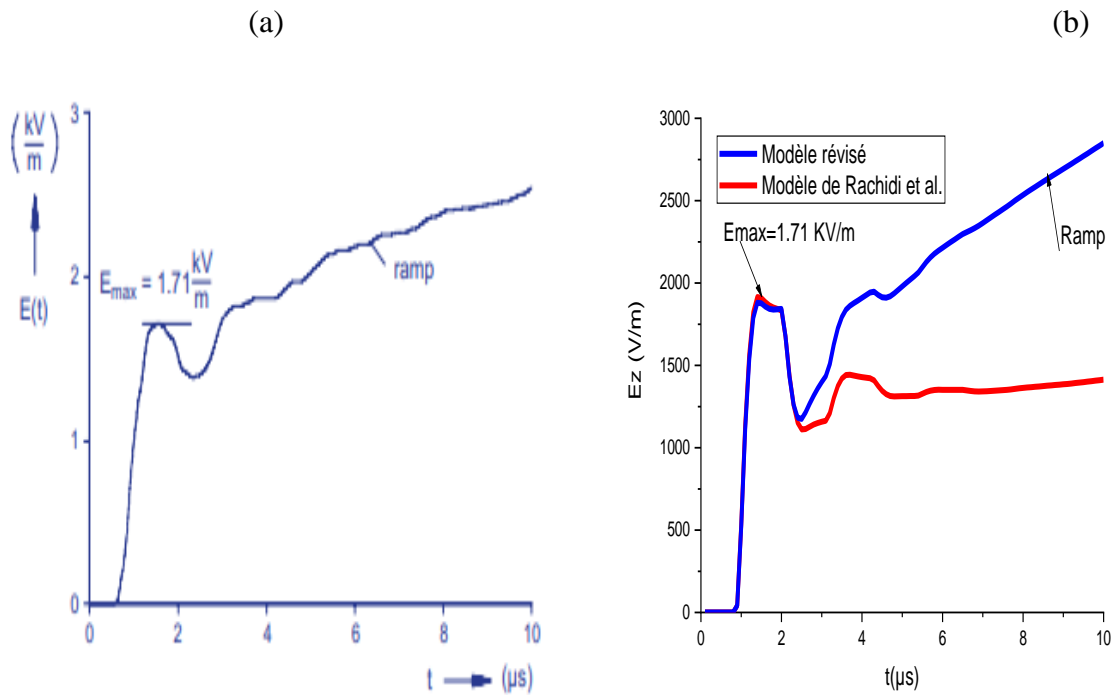 (a)
(b)
(kV/m)
E(t)
3
2
1
0
E_max = 1.71 kV/m
ramp
0 2 4 6 8 10
t (µs)
Modèle révisé
Modèle de Rachidi et al.
Emax=1.71 KV/m
Ramp
Ez (V/m)
3000
2500
2000
1500
1000
500
0
0 2 4 6 8 10
t(µs)